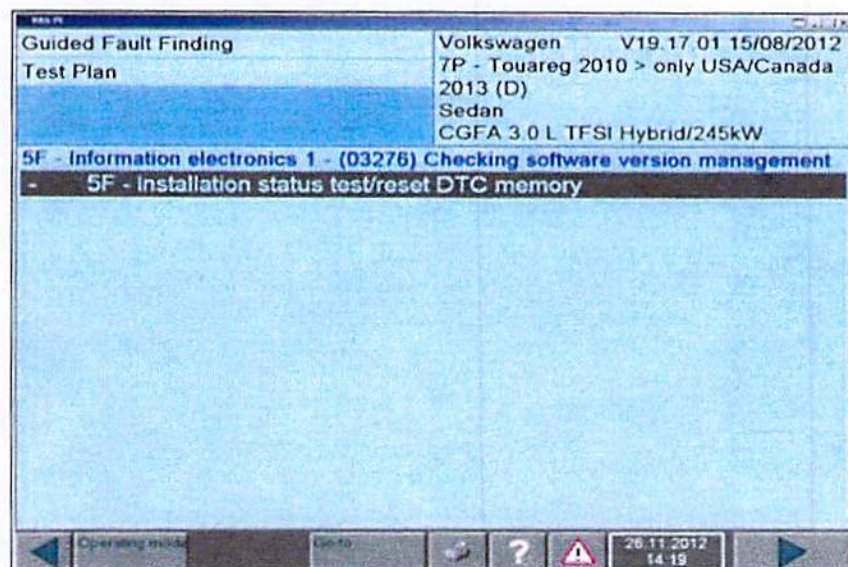 Guided Fault Finding
Test Plan
Volkswagen V19.17.01 15/08/2012
7P - Touareg 2010 > only USA/Canada
2013 (D)
Sedan
CGFA 3.0 L TFSI Hybrid/245kW
5F - Information electronics 1 - (03276) Checking software version management
- 5F - Installation status test/reset DTC memory
Operating mode
Go to
?
26.11.2012
14:19